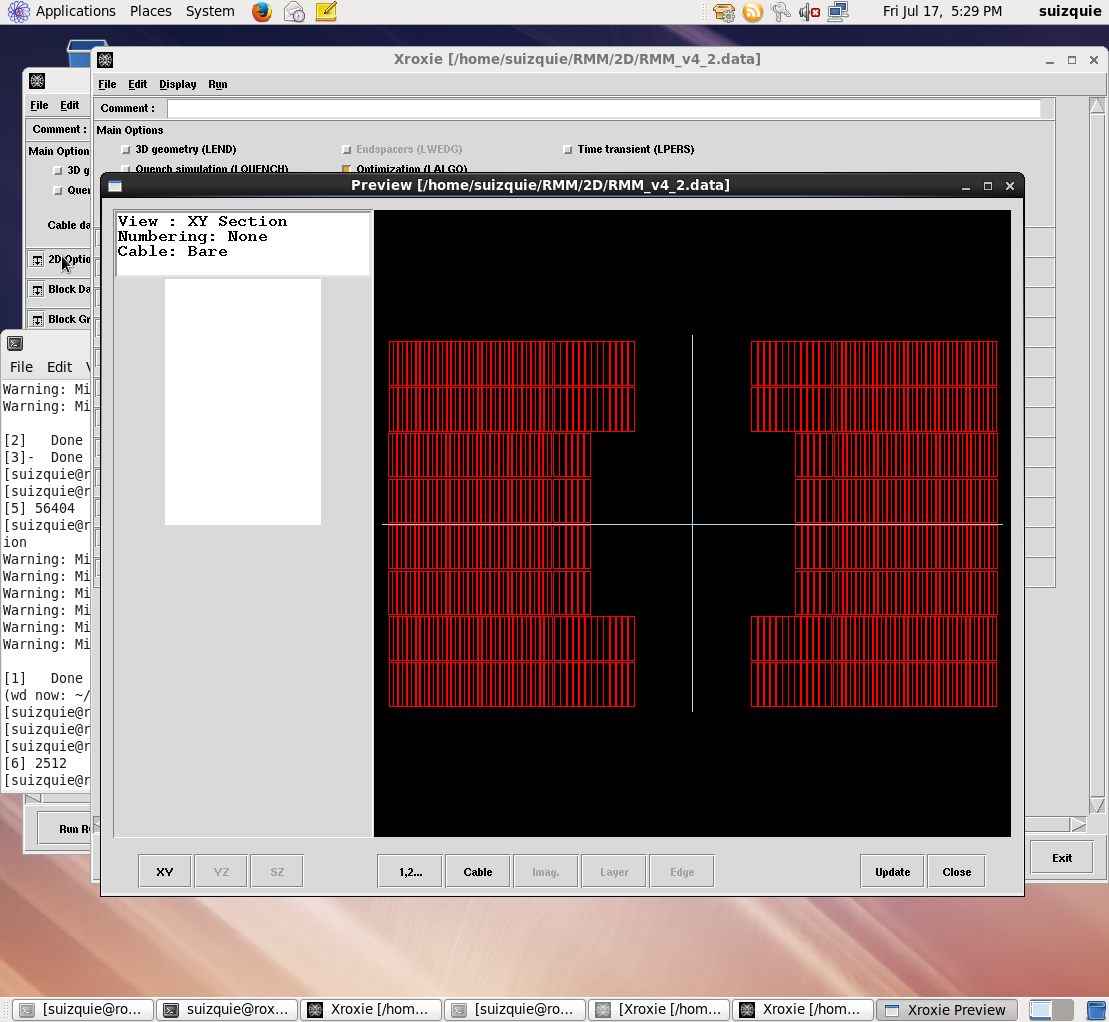 Applications Places System Fri Jul 17, 5:29 PM suizquie
Xroxie [/home/suizquie/RMM/2D/RMM_v4_2.data]
File Edit Display Run
Comment :
Main Options
3D geometry (LEND) Endspacers (LWEDG) Time transient (LPERS)
Quench simulation (LQUENCH) Optimization (LALGO)
File Edit
Comment :
Main Option
3D g
Quer
Cable da
2D Optio
Block Da
Block Gr
Preview [/home/suizquie/RMM/2D/RMM_v4_2.data]
View : XY Section
Numbering: None
Cable: Bare
File Edit
Warning: Mi
Warning: Mi
[2] Done
[3]- Done
[suizquie@r
[suizquie@r
[5] 56404
[suizquie@r
ion
Warning: Mi
Warning: Mi
Warning: Mi
Warning: Mi
Warning: Mi
Warning: Mi
[1] Done
(wd now: ~/
[suizquie@r
[suizquie@r
[suizquie@r
[6] 2512
[suizquie@r
Run R
Exit
XY YZ SZ 1,2... Cable Imag. Layer Edge Update Close
[suizquie@ro... suizquie@rox... Xroxie [/hom... [suizquie@ro... [Xroxie [/hom... Xroxie [/hom... Xroxie Preview